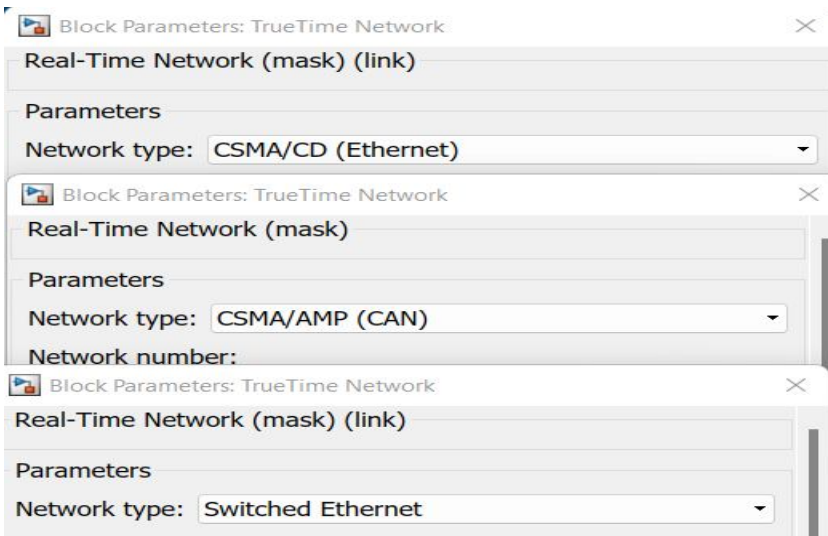 Block Parameters: TrueTime Network
Real-Time Network (mask) (link)
Parameters
Network type: CSMA/CD (Ethernet)
Block Parameters: TrueTime Network
Real-Time Network (mask)
Parameters
Network type: CSMA/AMP (CAN)
Network number:
Block Parameters: TrueTime Network
Real-Time Network (mask) (link)
Parameters
Network type: Switched Ethernet